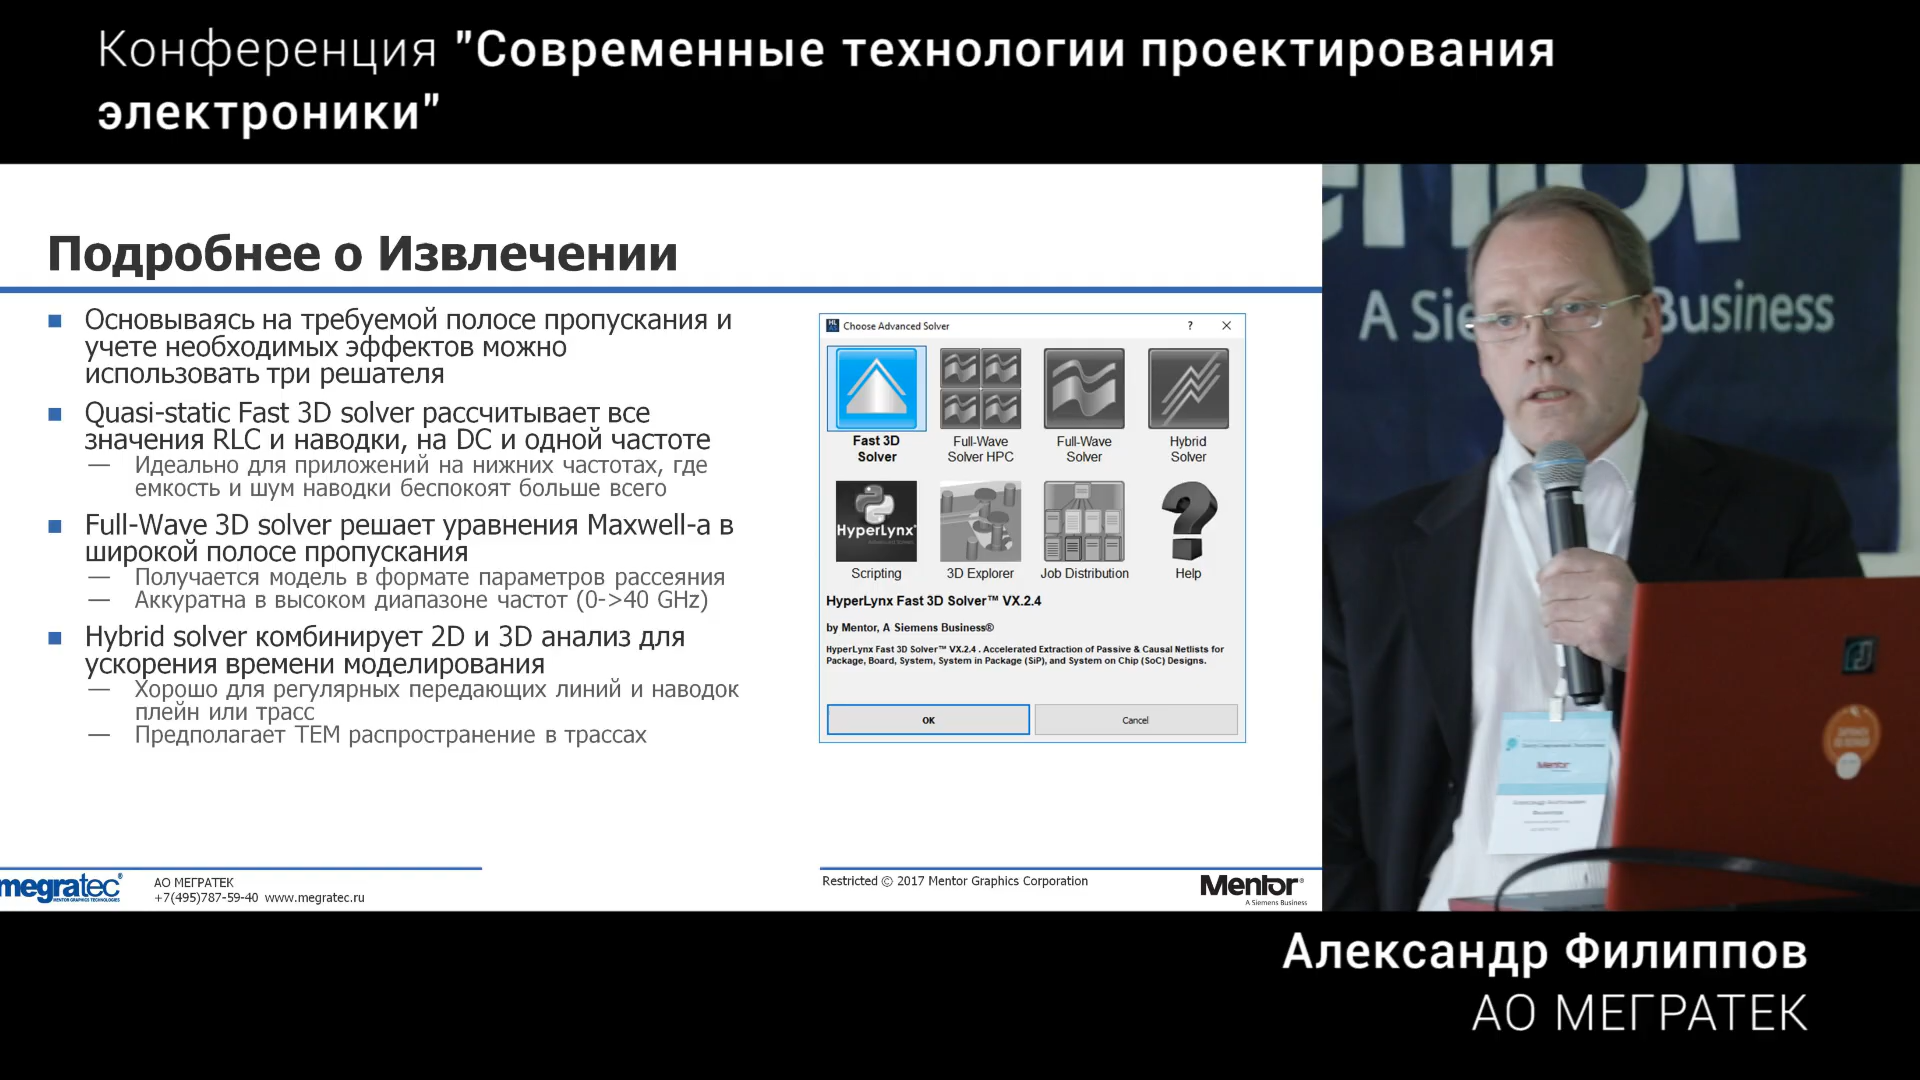 Конференция "Современные технологии проектирования
электроники"
Подробнее о Извлечении
Основываясь на требуемой полосе пропускания и
учете необходимых эффектов можно
использовать три решателя
Quasi-static Fast 3D solver рассчитывает все
значения RLC и наводки, на DC и одной частоте
— Идеально для приложений на нижних частотах, где
емкость и шум наводки беспокоят больше всего
Full-Wave 3D solver решает уравнения Maxwell-а в
широкой полосе пропускания
— Получается модель в формате параметров рассеяния
— Аккуратна в высоком диапазоне частот (0->40 GHz)
Hybrid solver комбинирует 2D и 3D анализ для
ускорения времени моделирования
— Хорошо для регулярных передающих линий и наводок
плейн или трасс
— Предполагает TEM распространение в трассах
Choose Advanced Solver ?
Fast 3D
Solver
Full-Wave
Solver HPC
Full-Wave
Solver
Hybrid
Solver
HyperLynx
Scripting
3D Explorer
Job Distribution
Help
HyperLynx Fast 3D Solver™ VX.2.4
by Mentor, A Siemens Business®
HyperLynx Fast 3D Solver™ VX.2.4 . Accelerated Extraction of Passive & Causal Netlists for
Package, Board, System, System in Package (SiP), and System on Chip (SoC) Designs.
OK
Cancel
megratec®
MENTOR GRAPHICS TECHNOLOGIES
АО МЕГРАТЕК
+7(495)787-59-40 www.megratec.ru
Restricted © 2017 Mentor Graphics Corporation
Mentor®
A Siemens Business
A Sie Business
Mentor
Александр Филиппов
АО МЕГРАТЕК